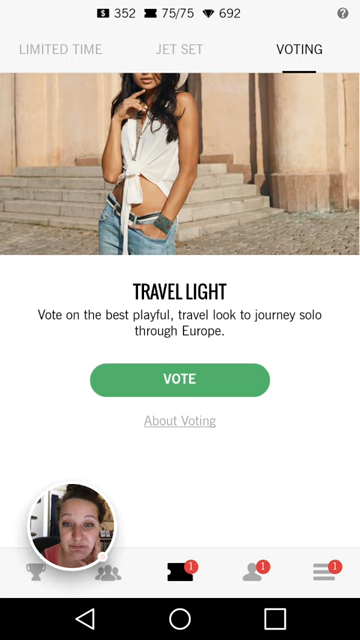 352 75/75 692 ?
LIMITED TIME JET SET VOTING
TRAVEL LIGHT
Vote on the best playful, travel look to journey solo
through Europe.
VOTE
About Voting
1 1 1